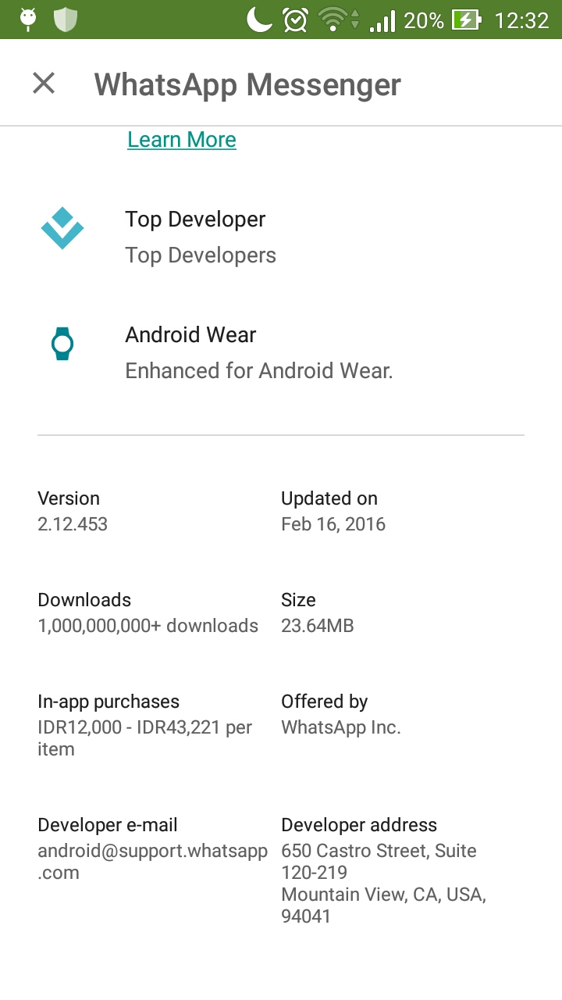 20% 12:32
WhatsApp Messenger
Learn More
Top Developer
Top Developers
Android Wear
Enhanced for Android Wear.
Version
2.12.453
Updated on
Feb 16, 2016
Downloads
1,000,000,000+ downloads
Size
23.64MB
In-app purchases
IDR12,000 - IDR43,221 per
item
Offered by
WhatsApp Inc.
Developer e-mail
android@support.whatsapp
.com
Developer address
650 Castro Street, Suite
120-219
Mountain View, CA, USA,
94041